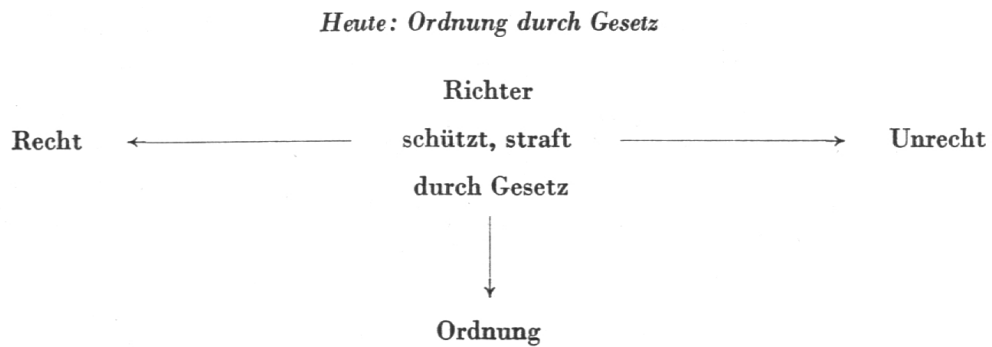 Heute: Ordnung durch Gesetz
Richter
Recht schützt, straft Unrecht
durch Gesetz
Ordnung